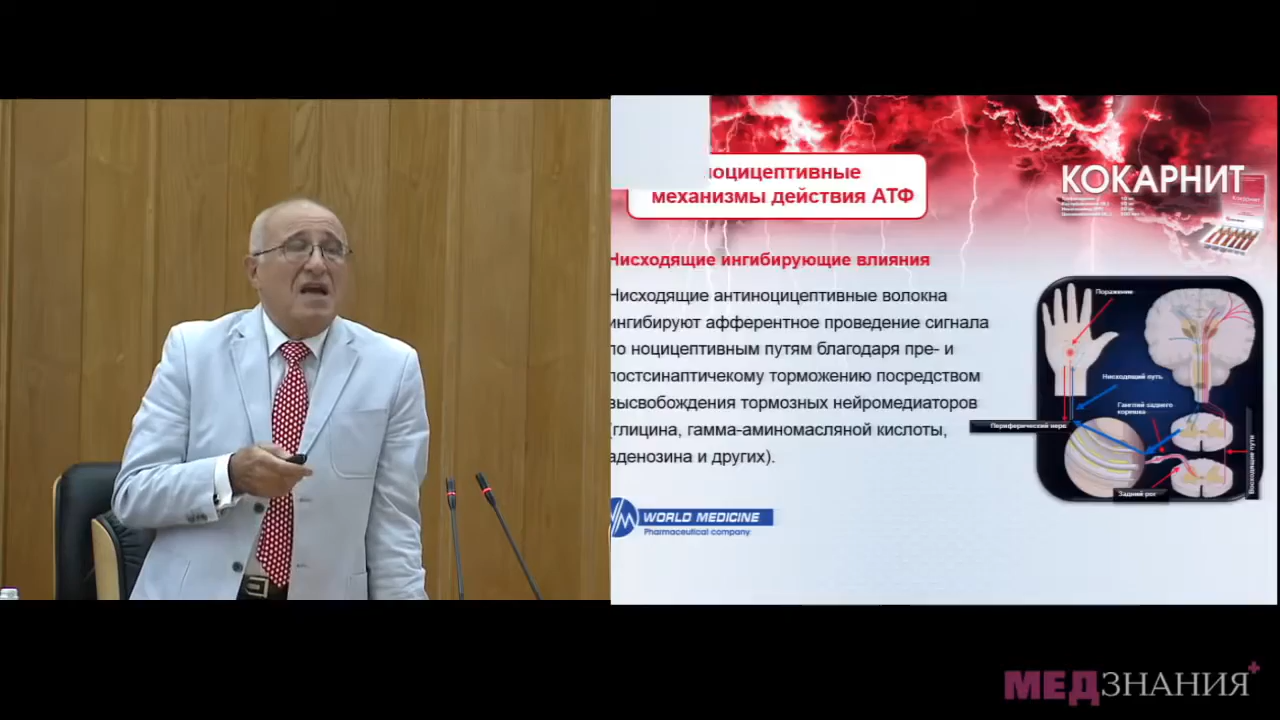 ноцицептивные
механизмы действия АТФ
КОКАРНИТ
Нисходящие ингибирующие влияния
Нисходящие антиноцицептивные волокна
ингибируют афферентное проведение сигнала
по ноцицептивным путям благодаря пре- и
постсинаптичекому торможению посредством
высвобождения тормозных нейромедиаторов
(глицина, гамма-аминомасляной кислоты,
аденозина и других).
Поражение
Нисходящий путь
Ганглий заднего
корешка
Периферический нерв
Восходящие пути
Задний рог
WORLD MEDICINE
Pharmaceutical company
МЕДЗНАНИЯ+